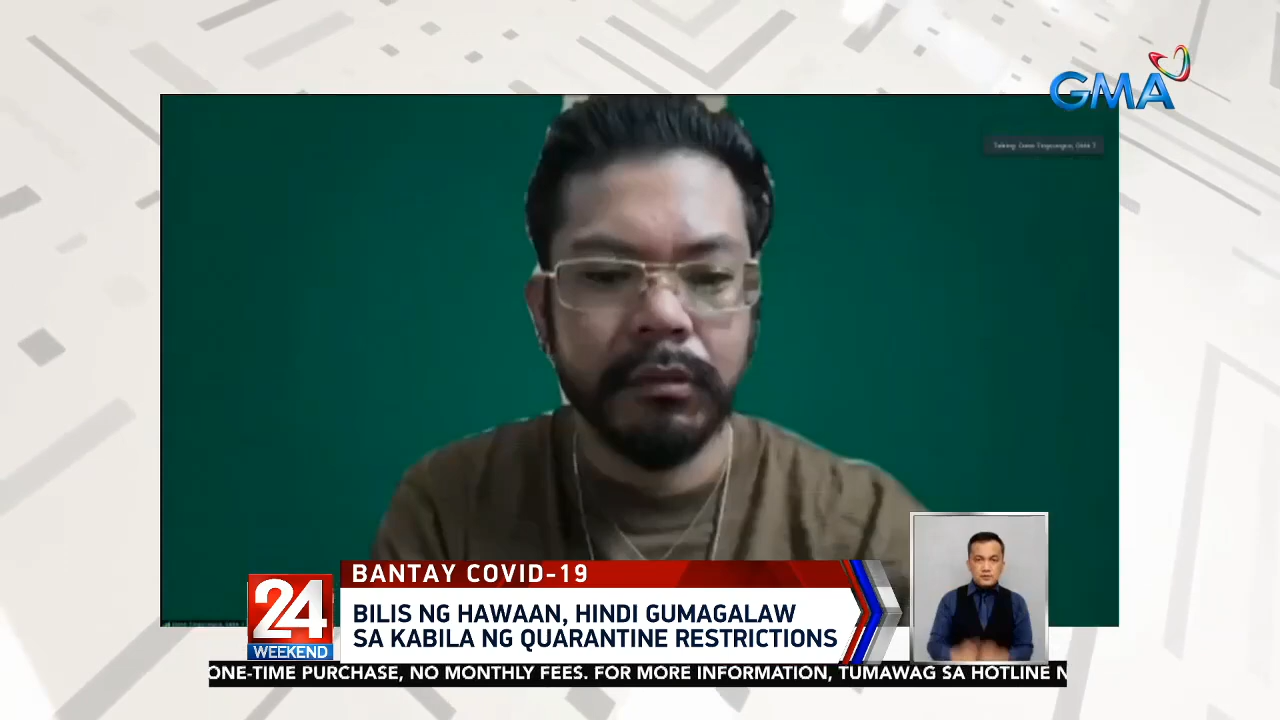 GMA
BANTAY COVID-19
24
WEEKEND
BILIS NG HAWAAN, HINDI GUMAGALAW
SA KABILA NG QUARANTINE RESTRICTIONS
ONE-TIME PURCHASE, NO MONTHLY FEES. FOR MORE INFORMATION, TUMAWAG SA HOTLINE N